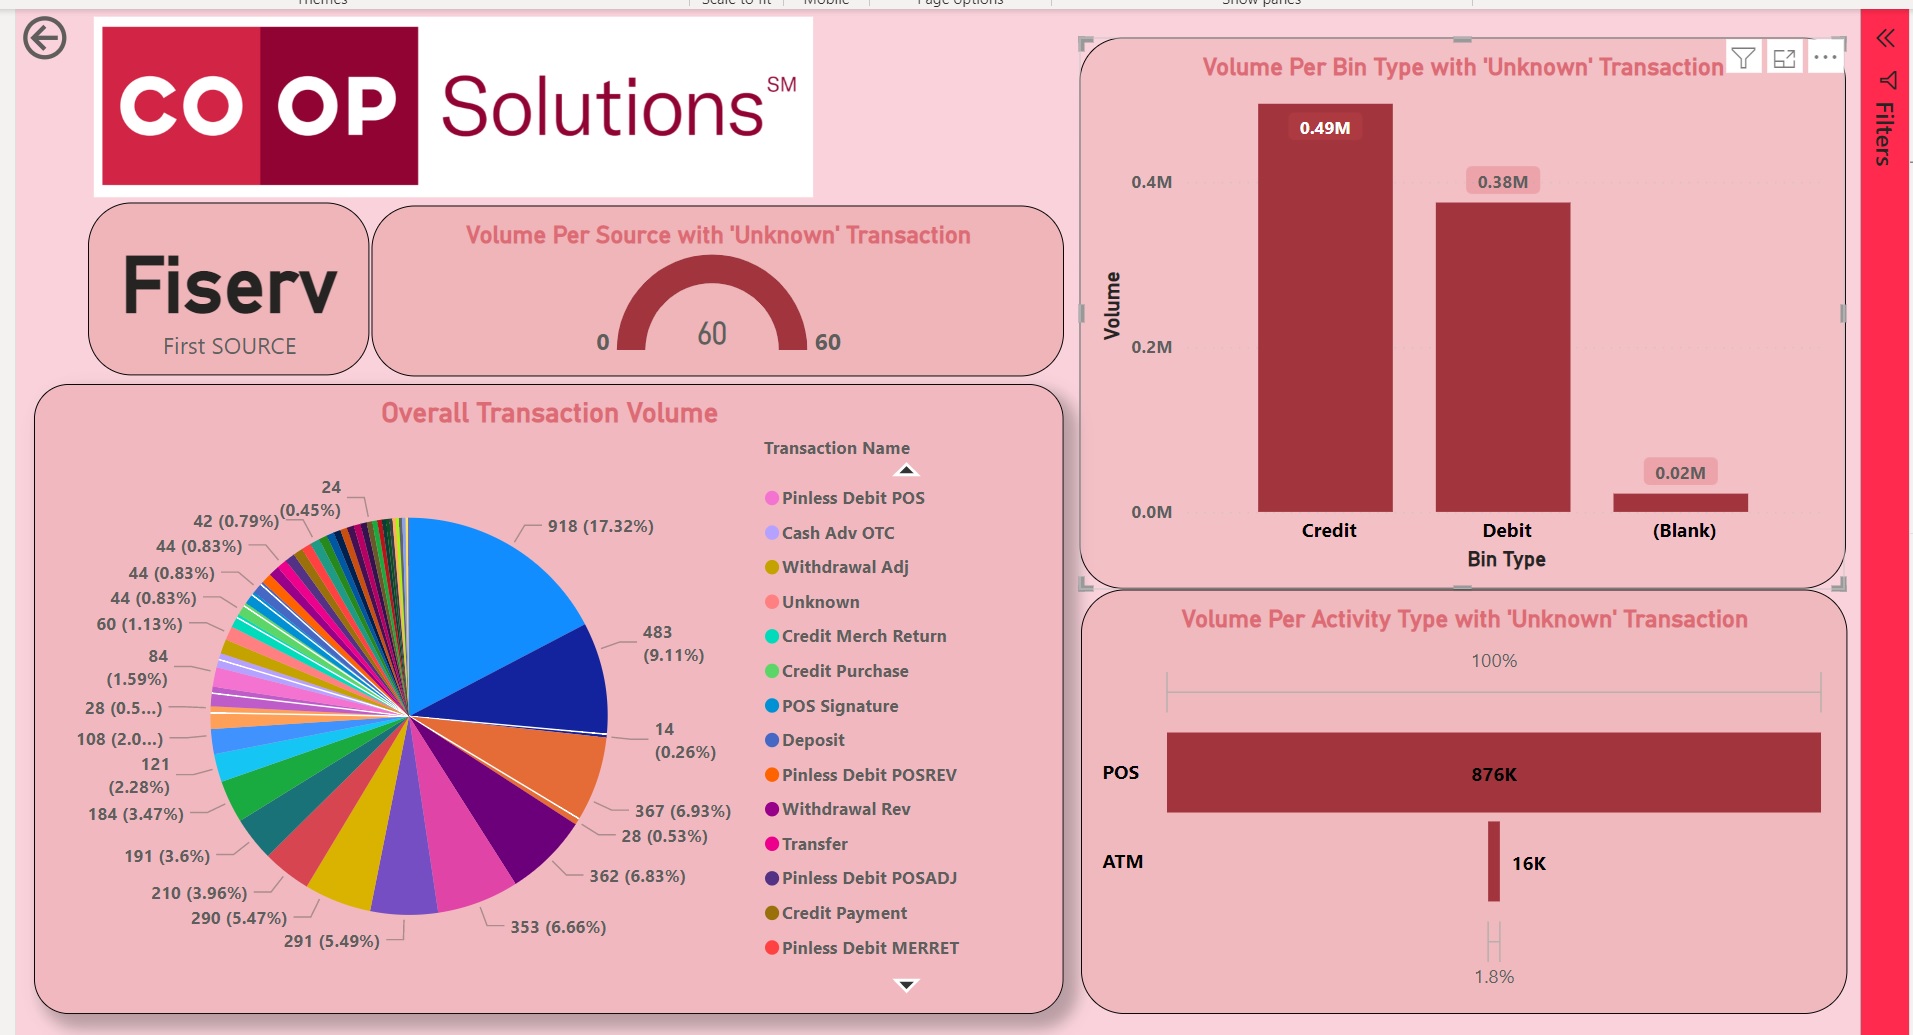 Themes
Scale to fit
Mobile
Page options
Show panes
CO OP Solutions SM
Fiserv
First SOURCE
Volume Per Source with 'Unknown' Transaction
0
60
60
Overall Transaction Volume
24
(0.45%)
42 (0.79%)
44 (0.83%)
44 (0.83%)
44 (0.83%)
60 (1.13%)
84
(1.59%)
28 (0.5...)
108 (2.0...)
121
(2.28%)
184 (3.47%)
191 (3.6%)
210 (3.96%)
290 (5.47%)
291 (5.49%)
353 (6.66%)
362 (6.83%)
28 (0.53%)
367 (6.93%)
14
(0.26%)
483
(9.11%)
918 (17.32%)
Transaction Name
Pinless Debit POS
Cash Adv OTC
Withdrawal Adj
Unknown
Credit Merch Return
Credit Purchase
POS Signature
Deposit
Pinless Debit POSREV
Withdrawal Rev
Transfer
Pinless Debit POSADJ
Credit Payment
Pinless Debit MERRET
Volume Per Bin Type with 'Unknown' Transaction
Volume
0.4M
0.2M
0.0M
0.49M
0.38M
0.02M
Credit
Debit
(Blank)
Bin Type
Volume Per Activity Type with 'Unknown' Transaction
100%
POS
876K
ATM
16K
1.8%
Filters